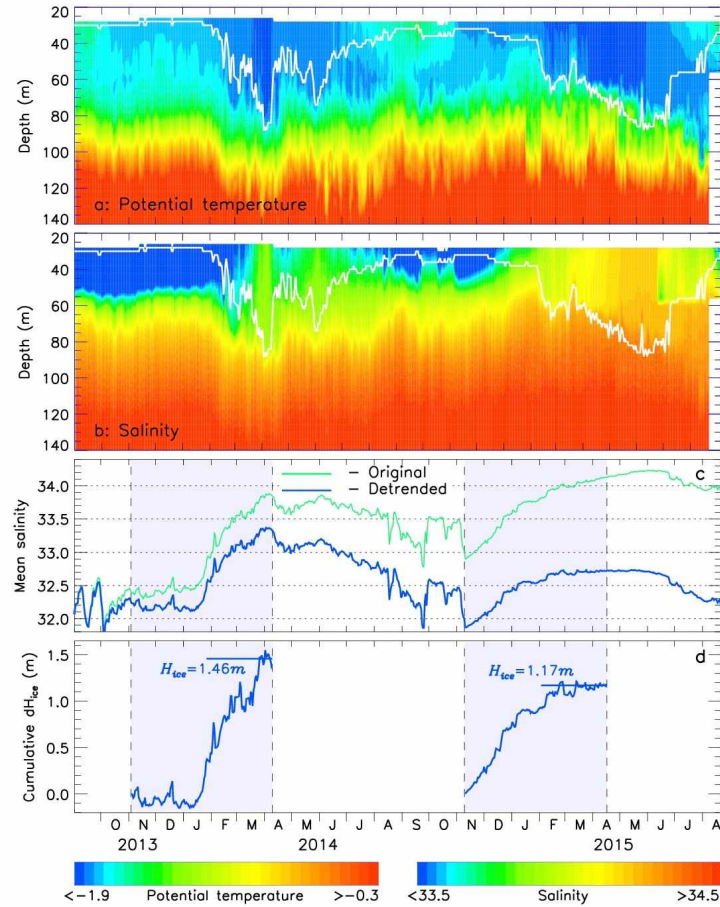 20
40
60
80
100
120
140
Depth (m)
a: Potential temperature
20
40
60
80
100
120
140
Depth (m)
b: Salinity
c
– Original
– Detrended
34.0
33.5
33.0
32.5
32.0
Mean salinity
d
1.5
1.0
0.5
0.0
Cumulative dHice (m)
Hice=1.46m
Hice=1.17m
O N D J F M A M J J A S O N D J F M A M J J A
2013 2014 2015
<-1.9 Potential temperature >-0.3
<33.5 Salinity >34.5